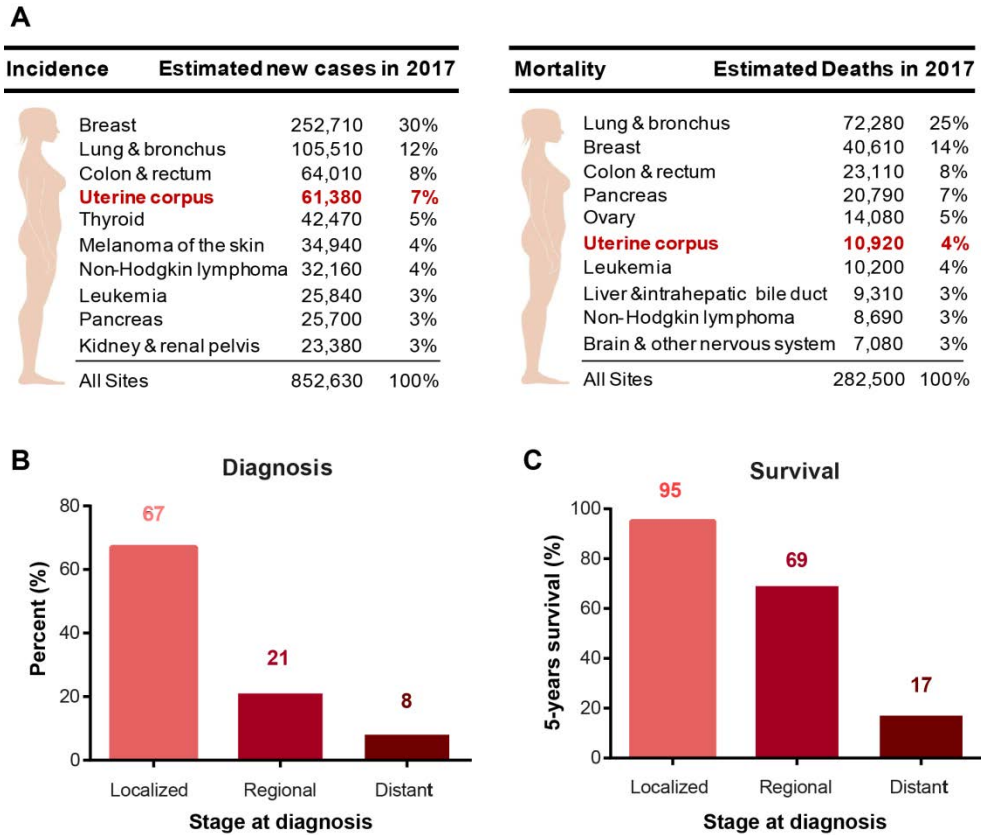 A
Incidence Estimated new cases in 2017
Breast 252,710 30%
Lung & bronchus 105,510 12%
Colon & rectum 64,010 8%
Uterine corpus 61,380 7%
Thyroid 42,470 5%
Melanoma of the skin 34,940 4%
Non-Hodgkin lymphoma 32,160 4%
Leukemia 25,840 3%
Pancreas 25,700 3%
Kidney & renal pelvis 23,380 3%
All Sites 852,630 100%
Mortality Estimated Deaths in 2017
Lung & bronchus 72,280 25%
Breast 40,610 14%
Colon & rectum 23,110 8%
Pancreas 20,790 7%
Ovary 14,080 5%
Uterine corpus 10,920 4%
Leukemia 10,200 4%
Liver &intrahepatic bile duct 9,310 3%
Non-Hodgkin lymphoma 8,690 3%
Brain & other nervous system 7,080 3%
All Sites 282,500 100%
B
Diagnosis
Percent (%)
80
60
40
20
0
67
21
8
Localized Regional Distant
Stage at diagnosis
C
Survival
5-years survival (%)
100
80
60
40
20
0
95
69
17
Localized Regional Distant
Stage at diagnosis